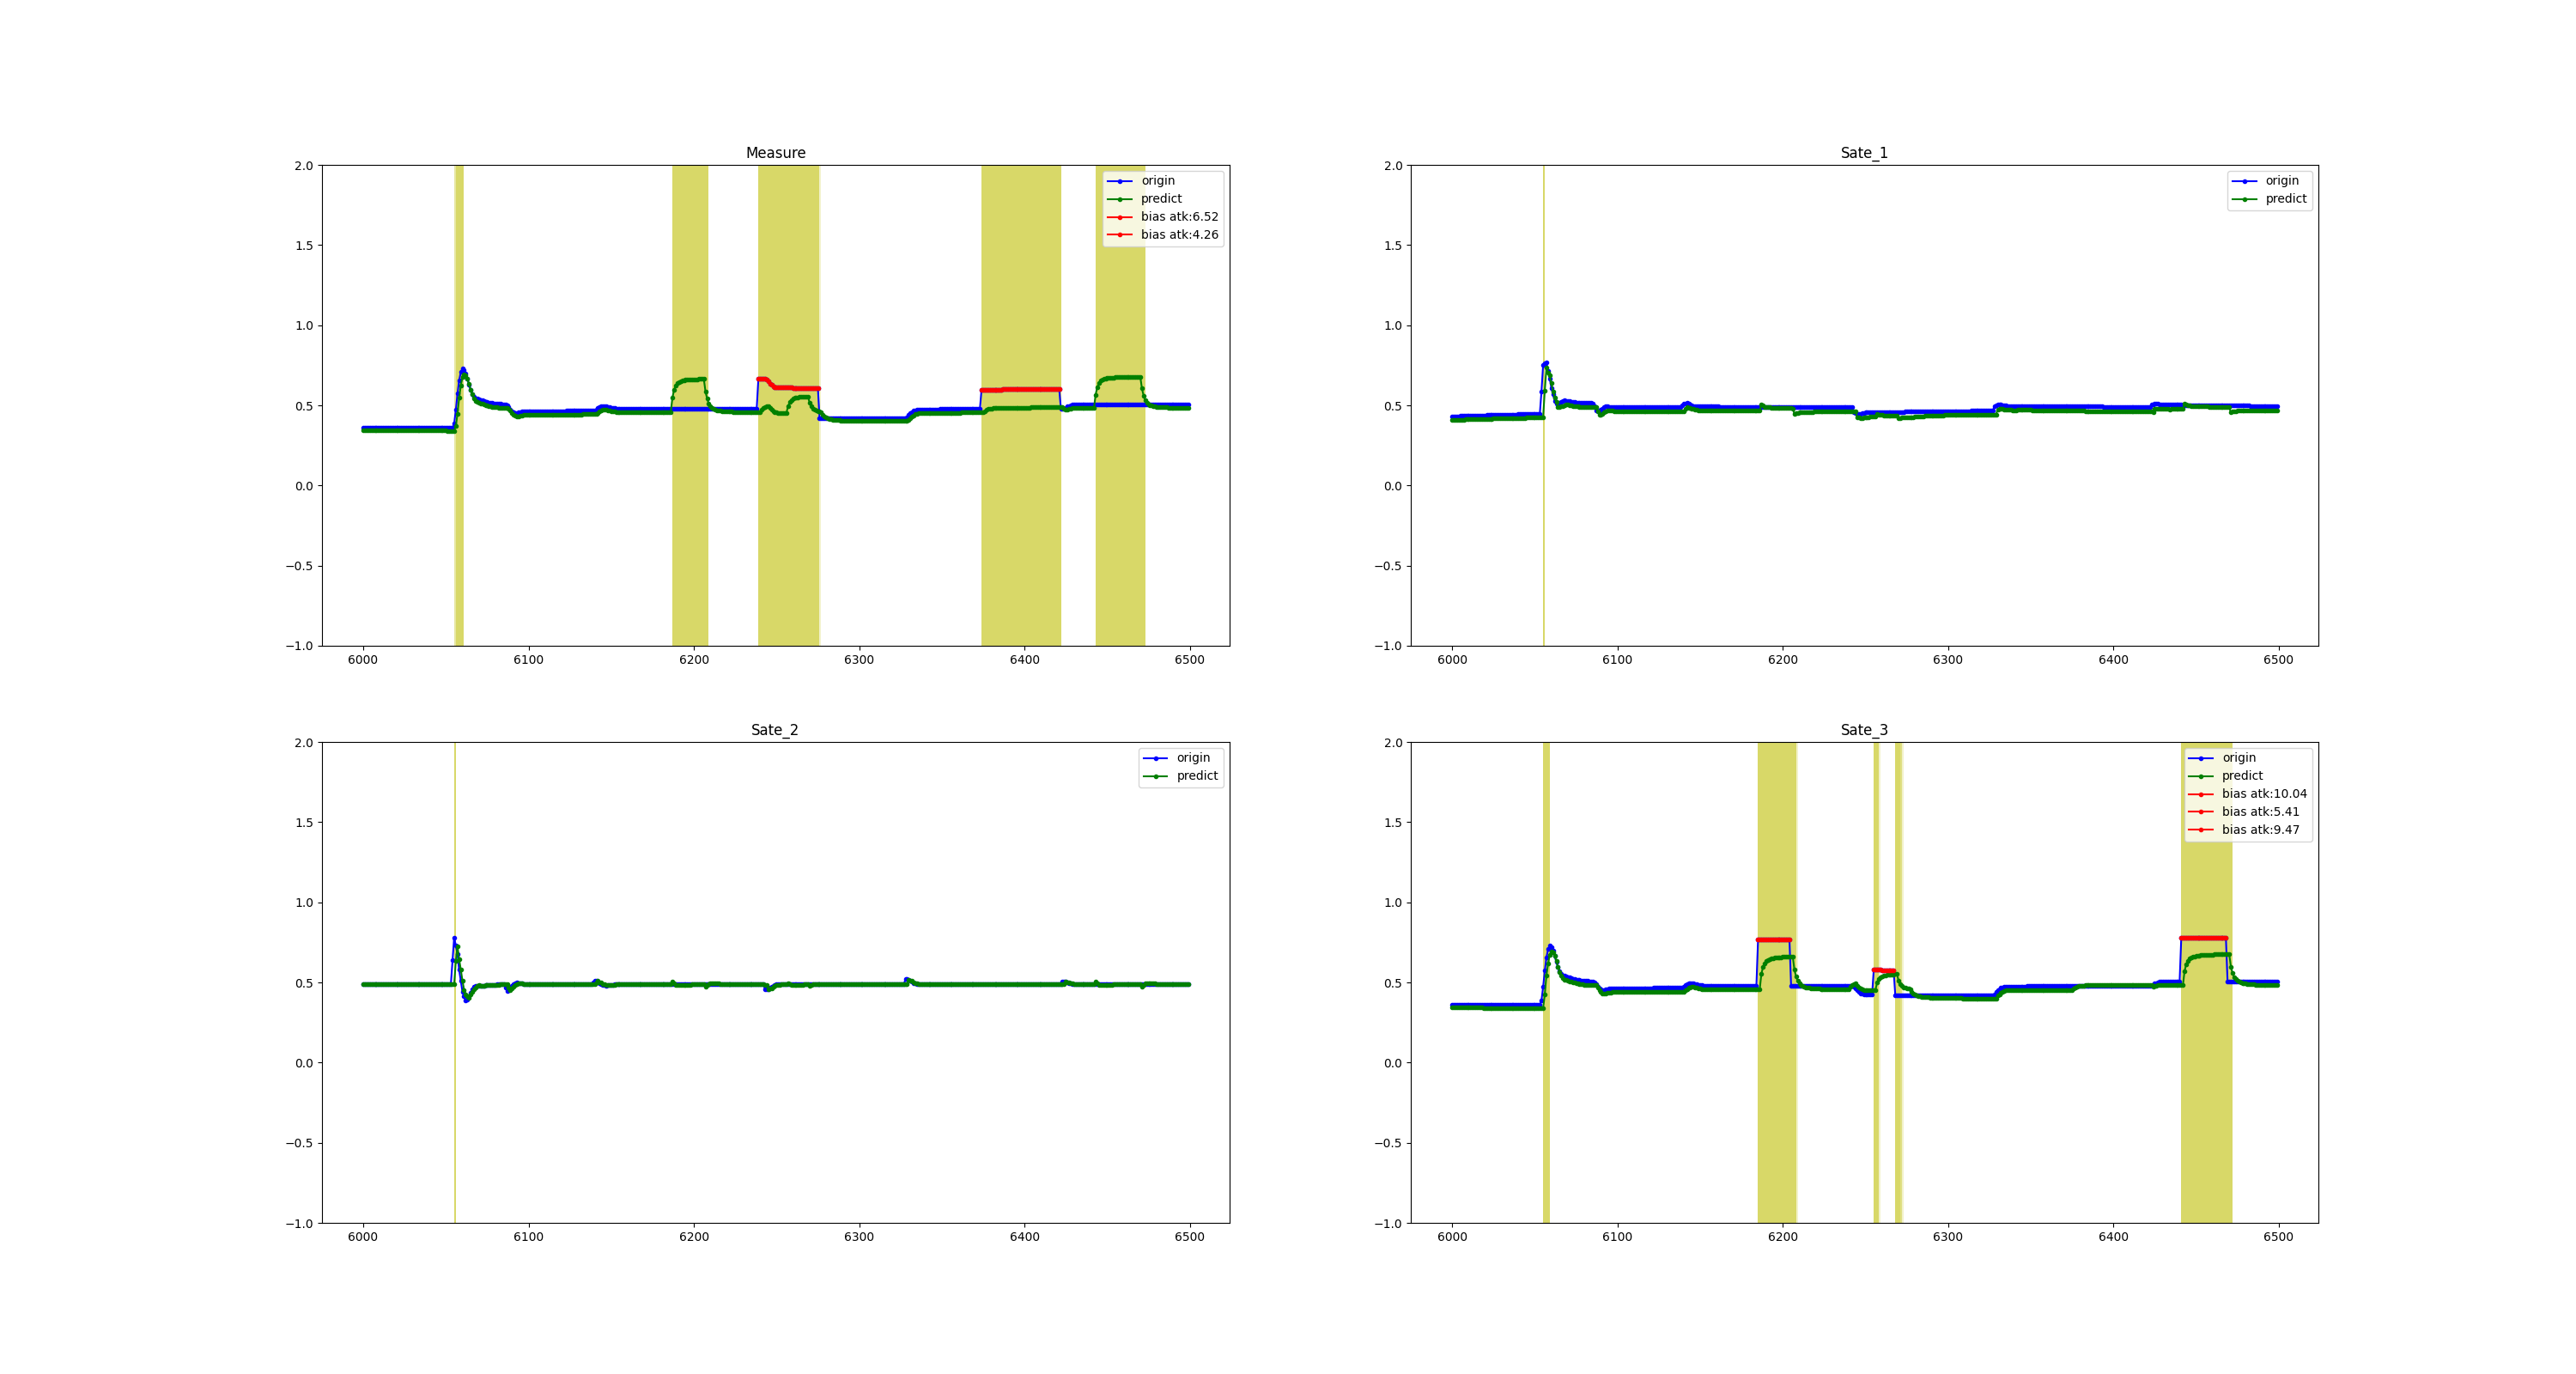 Measure
2.0
1.5
1.0
0.5
0.0
−0.5
−1.0
6000 6100 6200 6300 6400 6500
origin
predict
bias atk:6.52
bias atk:4.26
Sate_1
2.0
1.5
1.0
0.5
0.0
−0.5
−1.0
6000 6100 6200 6300 6400 6500
origin
predict
Sate_2
2.0
1.5
1.0
0.5
0.0
−0.5
−1.0
6000 6100 6200 6300 6400 6500
origin
predict
Sate_3
2.0
1.5
1.0
0.5
0.0
−0.5
−1.0
6000 6100 6200 6300 6400 6500
origin
predict
bias atk:10.04
bias atk:5.41
bias atk:9.47